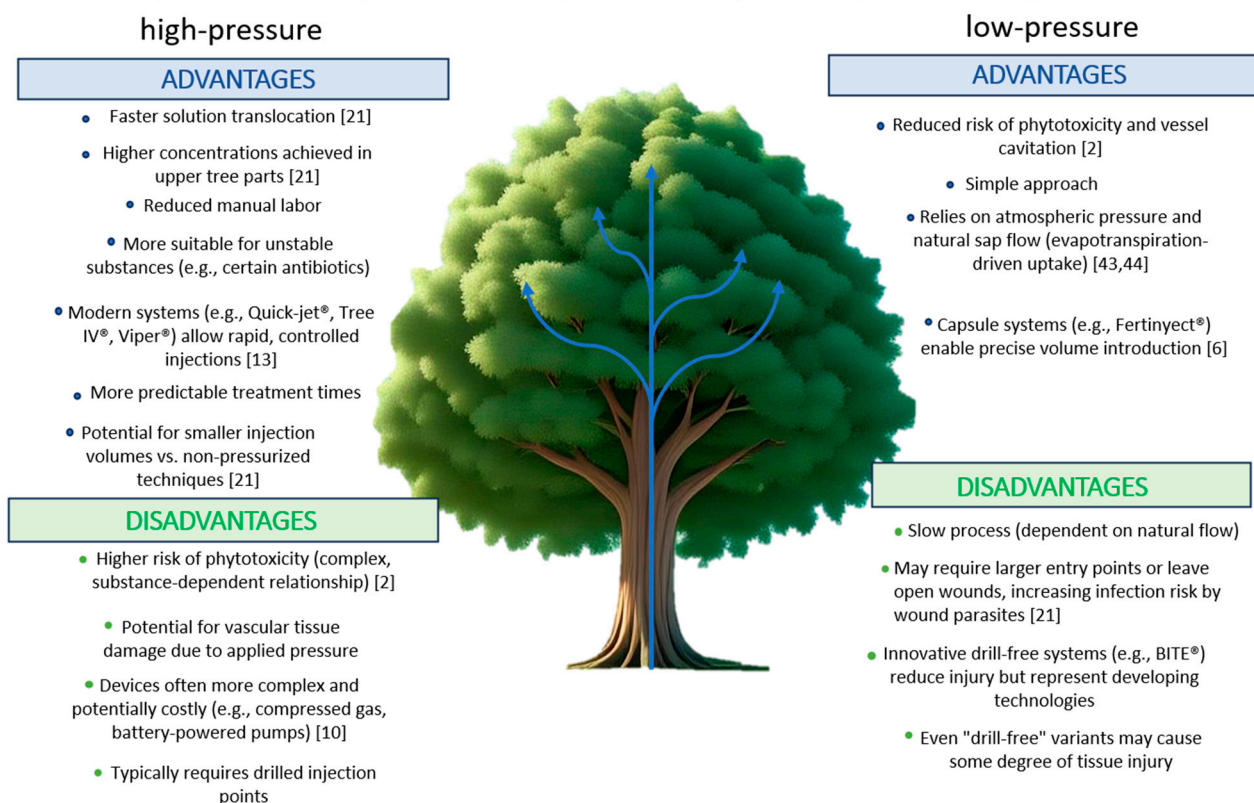 high-pressure
ADVANTAGES
Faster solution translocation [21]
Higher concentrations achieved in
upper tree parts [21]
Reduced manual labor
More suitable for unstable
substances (e.g., certain antibiotics)
Modern systems (e.g., Quick-jet®, Tree
IV®, Viper®) allow rapid, controlled
injections [13]
More predictable treatment times
Potential for smaller injection
volumes vs. non-pressurized
techniques [21]
DISADVANTAGES
Higher risk of phytotoxicity (complex,
substance-dependent relationship) [2]
Potential for vascular tissue
damage due to applied pressure
Devices often more complex and
potentially costly (e.g., compressed gas,
battery-powered pumps) [10]
Typically requires drilled injection
points
low-pressure
ADVANTAGES
Reduced risk of phytotoxicity and vessel
cavitation [2]
Simple approach
Relies on atmospheric pressure and
natural sap flow (evapotranspiration-
driven uptake) [43,44]
Capsule systems (e.g., Fertinyect®)
enable precise volume introduction [6]
DISADVANTAGES
Slow process (dependent on natural flow)
May require larger entry points or leave
open wounds, increasing infection risk by
wound parasites [21]
Innovative drill-free systems (e.g., BITE®)
reduce injury but represent developing
technologies
Even "drill-free" variants may cause
some degree of tissue injury